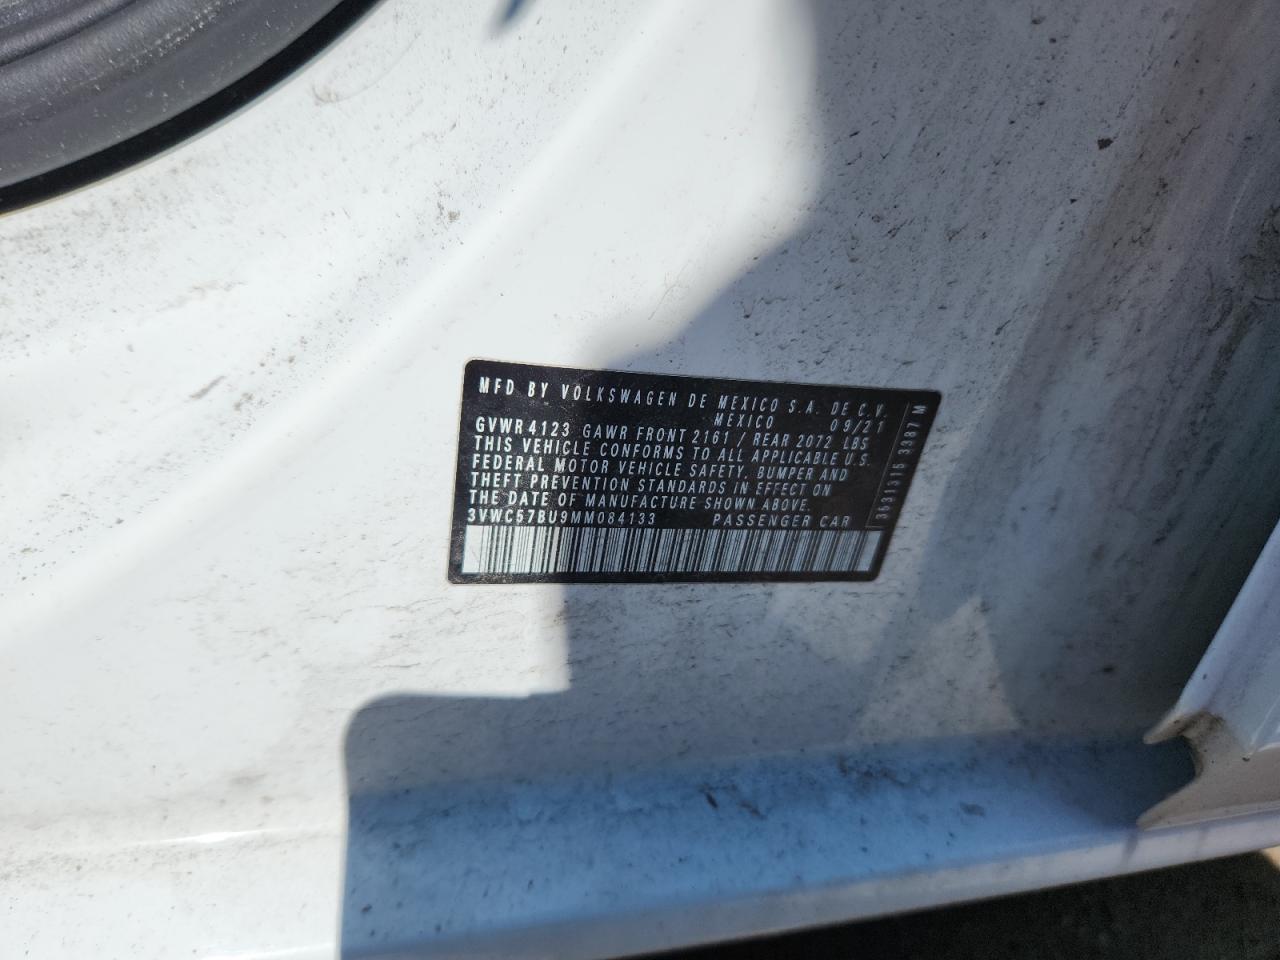 MFD BY VOLKSWAGEN DE MEXICO S.A. DE C.V.
MEXICO 09/21
GVWR 4123 GAWR FRONT 2161 / REAR 2072 LBS
THIS VEHICLE CONFORMS TO ALL APPLICABLE U.S.
FEDERAL MOTOR VEHICLE SAFETY, BUMPER AND
THEFT PREVENTION STANDARDS IN EFFECT ON
THE DATE OF MANUFACTURE SHOWN ABOVE.
3VWC57BU9MM084133 PASSENGER CAR
3631315 3387 M